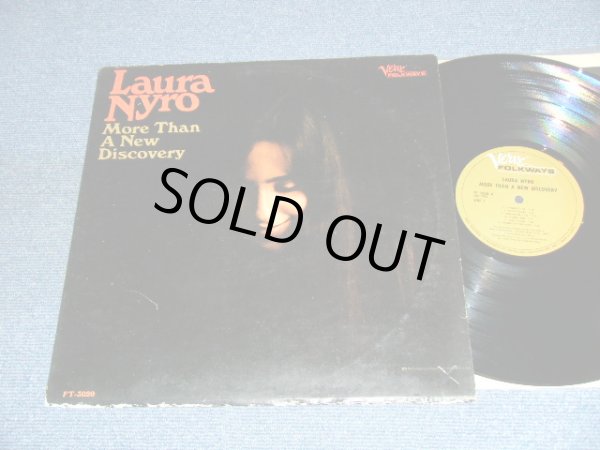 Laura
Nyro
More Than
A New
Discovery
Verve
FOLKWAYS
SOLD OUT
FT-3020
Verve
FOLKWAYS
LAURA NYRO
MORE THAN A NEW DISCOVERY